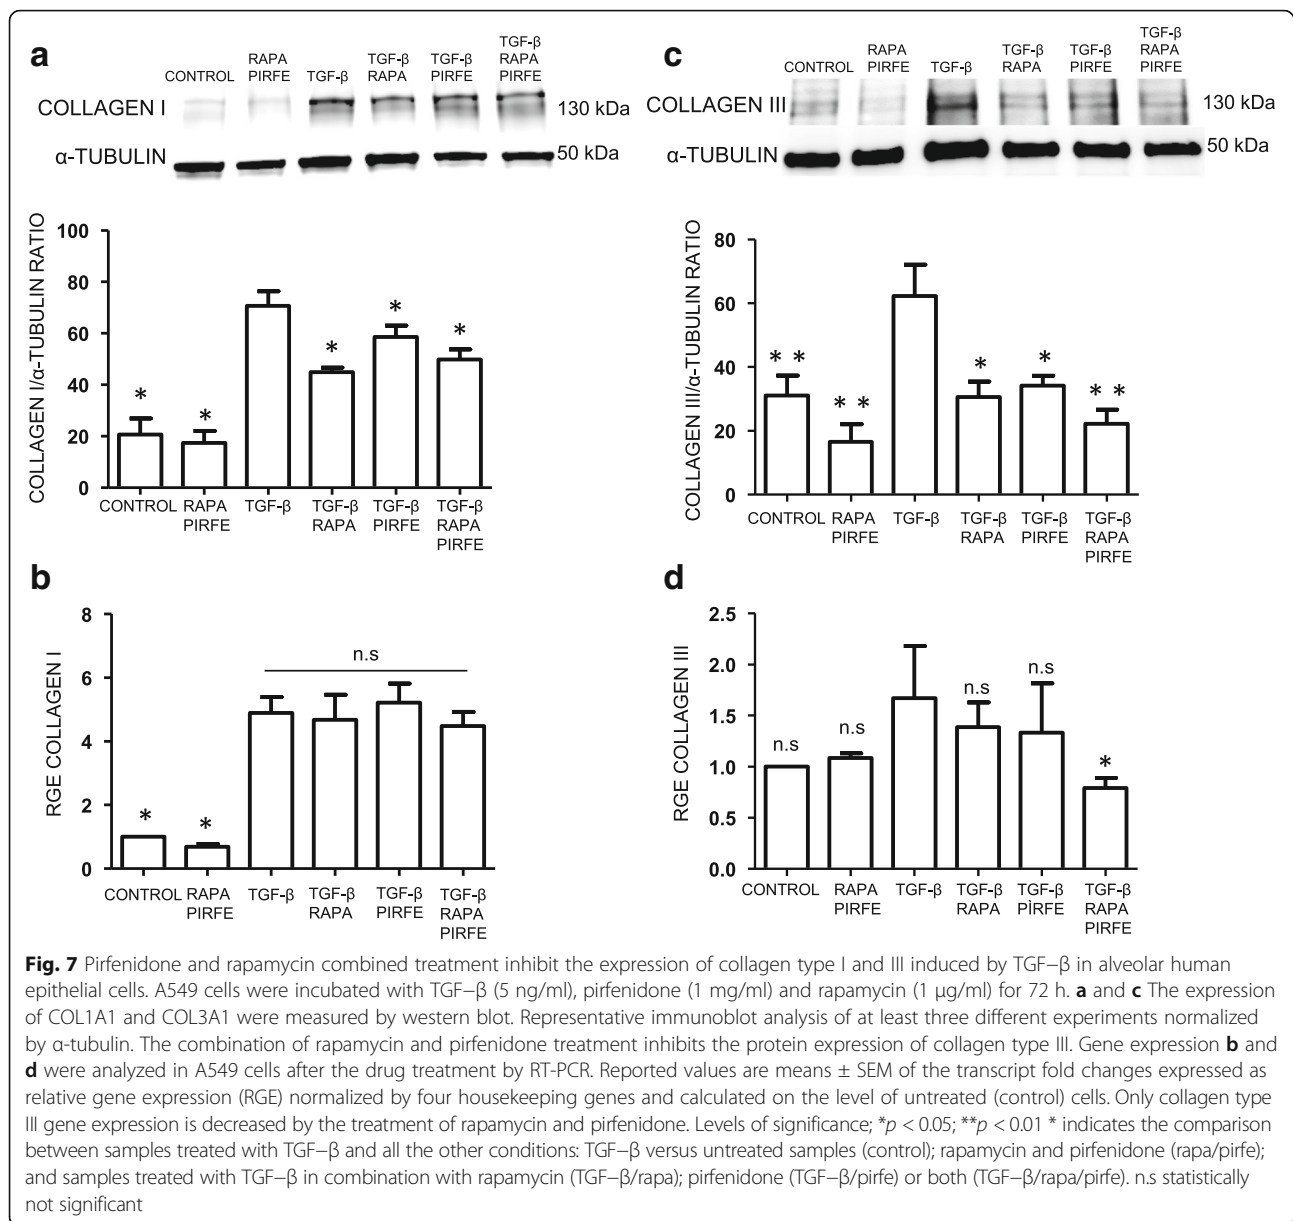 a
CONTROL
RAPA
PIRFE
TGF-β
TGF-β
RAPA
TGF-β
PIRFE
TGF-β
RAPA
PIRFE
COLLAGEN I
130 kDa
α-TUBULIN
50 kDa
COLLAGEN I/α-TUBULIN RATIO
100
80
60
40
20
0
*
*
*
*
*
CONTROL
RAPA
PIRFE
TGF-β
TGF-β
RAPA
TGF-β
PIRFE
TGF-β
RAPA
PIRFE
c
CONTROL
RAPA
PIRFE
TGF-β
TGF-β
RAPA
TGF-β
PIRFE
TGF-β
RAPA
PIRFE
COLLAGEN III
130 kDa
α-TUBULIN
50 kDa
COLLAGEN III/α-TUBULIN RATIO
80
60
40
20
0
* *
* *
*
*
* *
CONTROL
RAPA
PIRFE
TGF-β
TGF-β
RAPA
TGF-β
PIRFE
TGF-β
RAPA
PIRFE
b
RGE COLLAGEN I
8
6
4
2
0
*
*
n.s
CONTROL
RAPA
PIRFE
TGF-β
TGF-β
RAPA
TGF-β
PIRFE
TGF-β
RAPA
PIRFE
d
RGE COLLAGEN III
2.5
2.0
1.5
1.0
0.5
0.0
n.s
n.s
n.s
n.s
*
CONTROL
RAPA
PIRFE
TGF-β
TGF-β
RAPA
TGF-β
PÌRFE
TGF-β
RAPA
PIRFE
Fig. 7 Pirfenidone and rapamycin combined treatment inhibit the expression of collagen type I and III induced by TGF−β in alveolar human
epithelial cells. A549 cells were incubated with TGF−β (5 ng/ml), pirfenidone (1 mg/ml) and rapamycin (1 μg/ml) for 72 h. a and c The expression
of COL1A1 and COL3A1 were measured by western blot. Representative immunoblot analysis of at least three different experiments normalized
by α-tubulin. The combination of rapamycin and pirfenidone treatment inhibits the protein expression of collagen type III. Gene expression b and
d were analyzed in A549 cells after the drug treatment by RT-PCR. Reported values are means ± SEM of the transcript fold changes expressed as
relative gene expression (RGE) normalized by four housekeeping genes and calculated on the level of untreated (control) cells. Only collagen type
III gene expression is decreased by the treatment of rapamycin and pirfenidone. Levels of significance; *p < 0.05; **p < 0.01 * indicates the comparison
between samples treated with TGF−β and all the other conditions: TGF−β versus untreated samples (control); rapamycin and pirfenidone (rapa/pirfe);
and samples treated with TGF−β in combination with rapamycin (TGF−β/rapa); pirfenidone (TGF−β/pirfe) or both (TGF−β/rapa/pirfe). n.s statistically
not significant